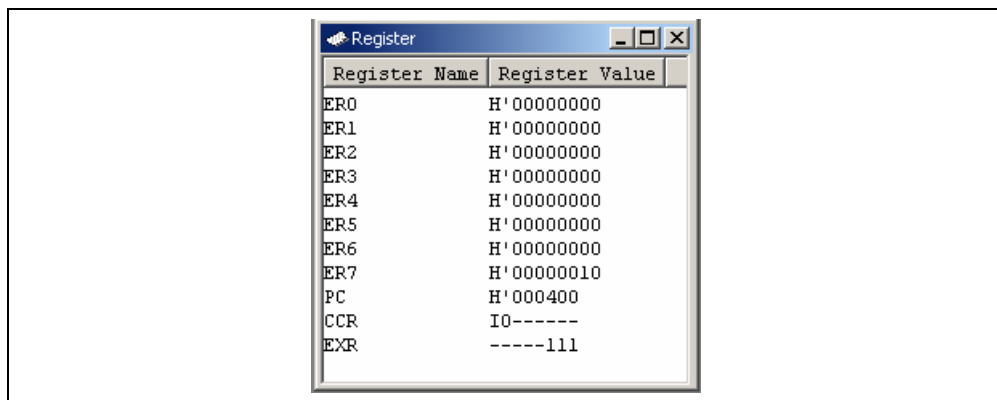 Register
Register Name Register Value
ER0 H'00000000
ER1 H'00000000
ER2 H'00000000
ER3 H'00000000
ER4 H'00000000
ER5 H'00000000
ER6 H'00000000
ER7 H'00000010
PC H'000400
CCR I0------
EXR -----111